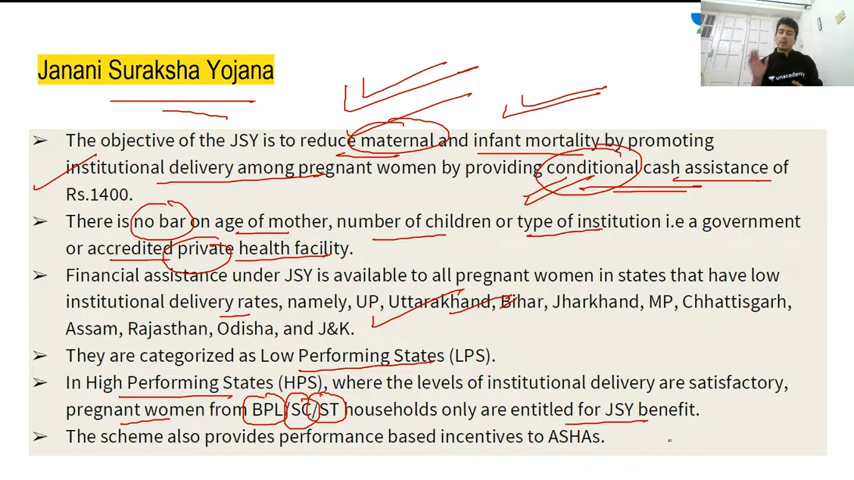 Janani Suraksha Yojana
unacademy
➢ The objective of the JSY is to reduce maternal and infant mortality by promoting
institutional delivery among pregnant women by providing conditional cash assistance of
Rs.1400.
➢ There is no bar on age of mother, number of children or type of institution i.e a government
or accredited private health facility.
➢ Financial assistance under JSY is available to all pregnant women in states that have low
institutional delivery rates, namely, UP, Uttarakhand, Bihar, Jharkhand, MP, Chhattisgarh,
Assam, Rajasthan, Odisha, and J&K.
➢ They are categorized as Low Performing States (LPS).
➢ In High Performing States (HPS), where the levels of institutional delivery are satisfactory,
pregnant women from BPL/SC/ST households only are entitled for JSY benefit.
➢ The scheme also provides performance based incentives to ASHAs.